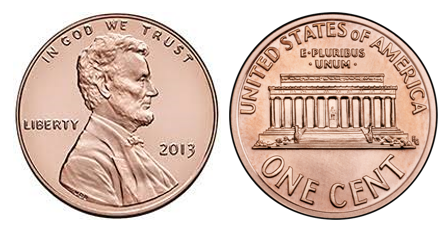 IN GOD WE TRUST
LIBERTY
2013
UNITED STATES OF AMERICA
E·PLURIBUS
·UNUM·
ONE CENT